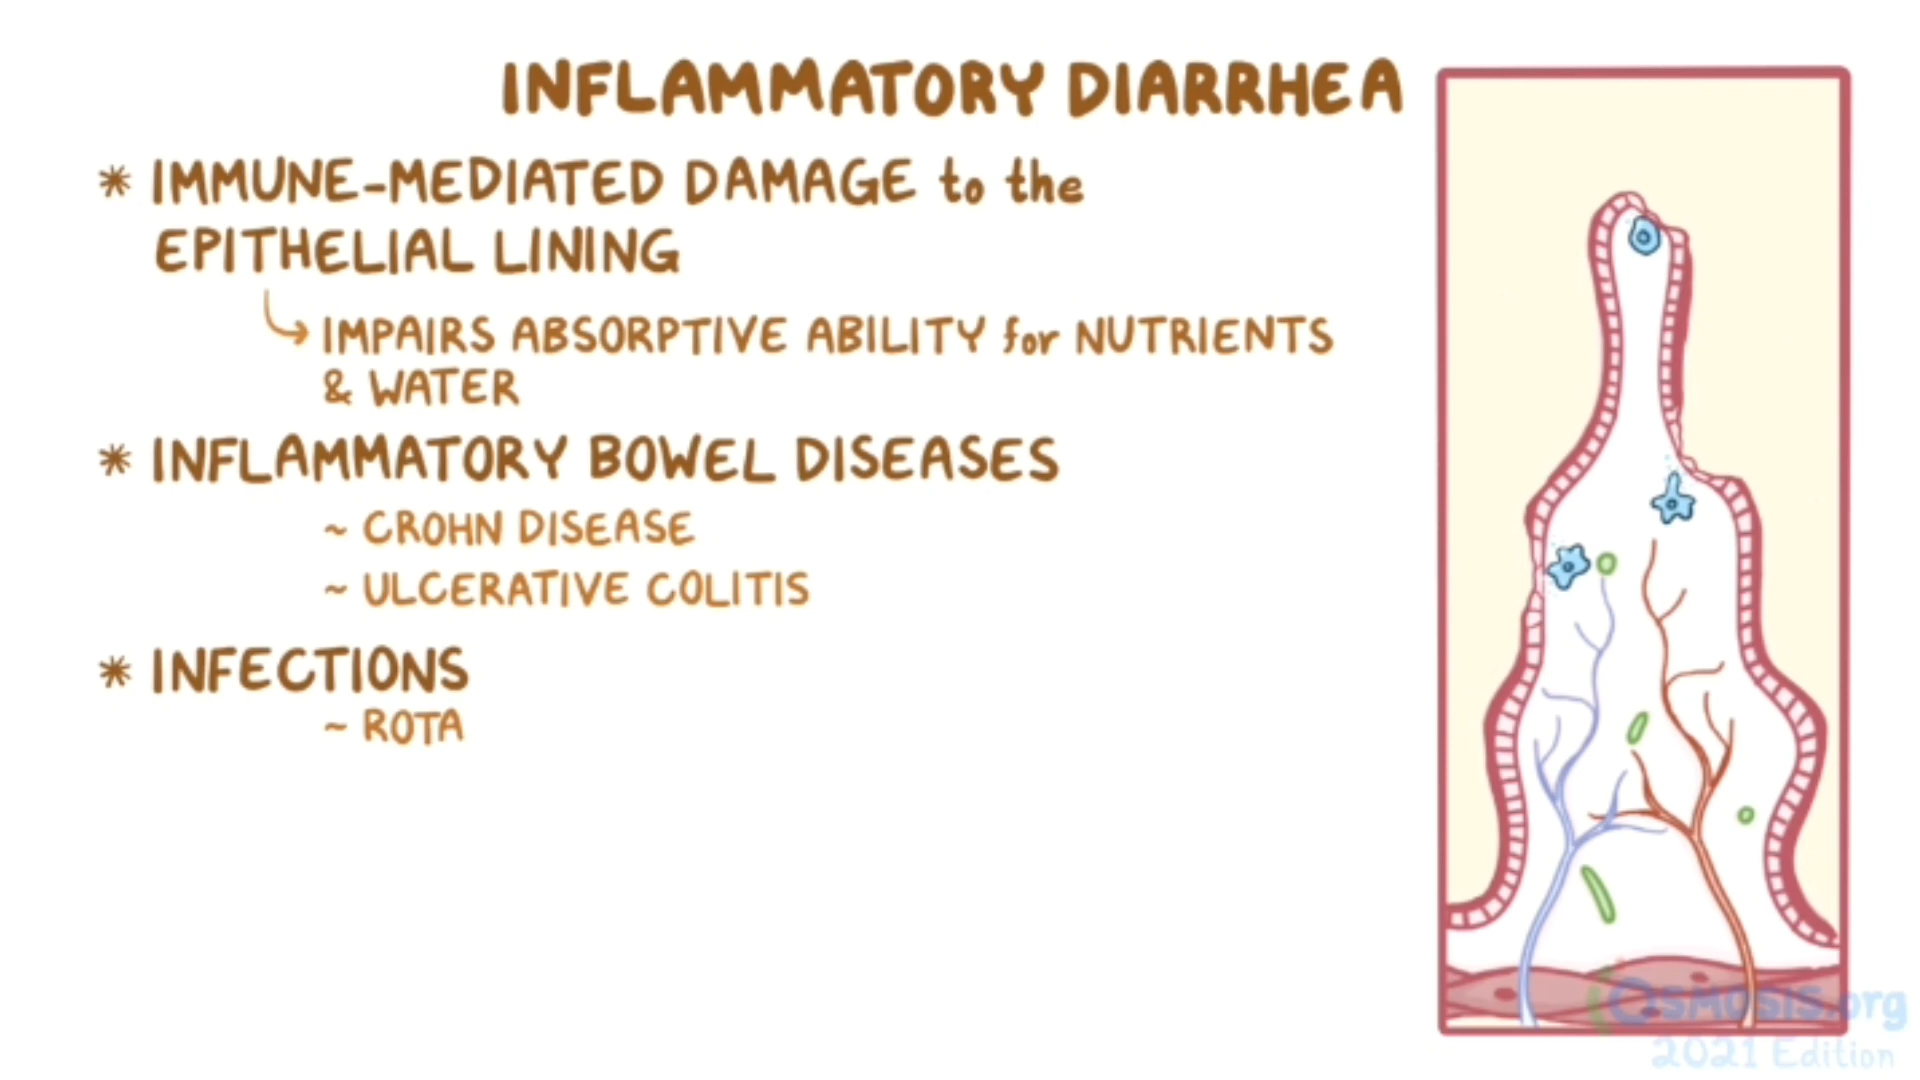 INFLAMMATORY DIARRHEA
* IMMUNE-MEDIATED DAMAGE to the
EPITHELIAL LINING
IMPAIRS ABSORPTIVE ABILITY for NUTRIENTS
& WATER
* INFLAMMATORY BOWEL DISEASES
~ CROHN DISEASE
~ ULCERATIVE COLITIS
* INFECTIONS
~ ROTA
OSMOSIS.org
2021 Edition